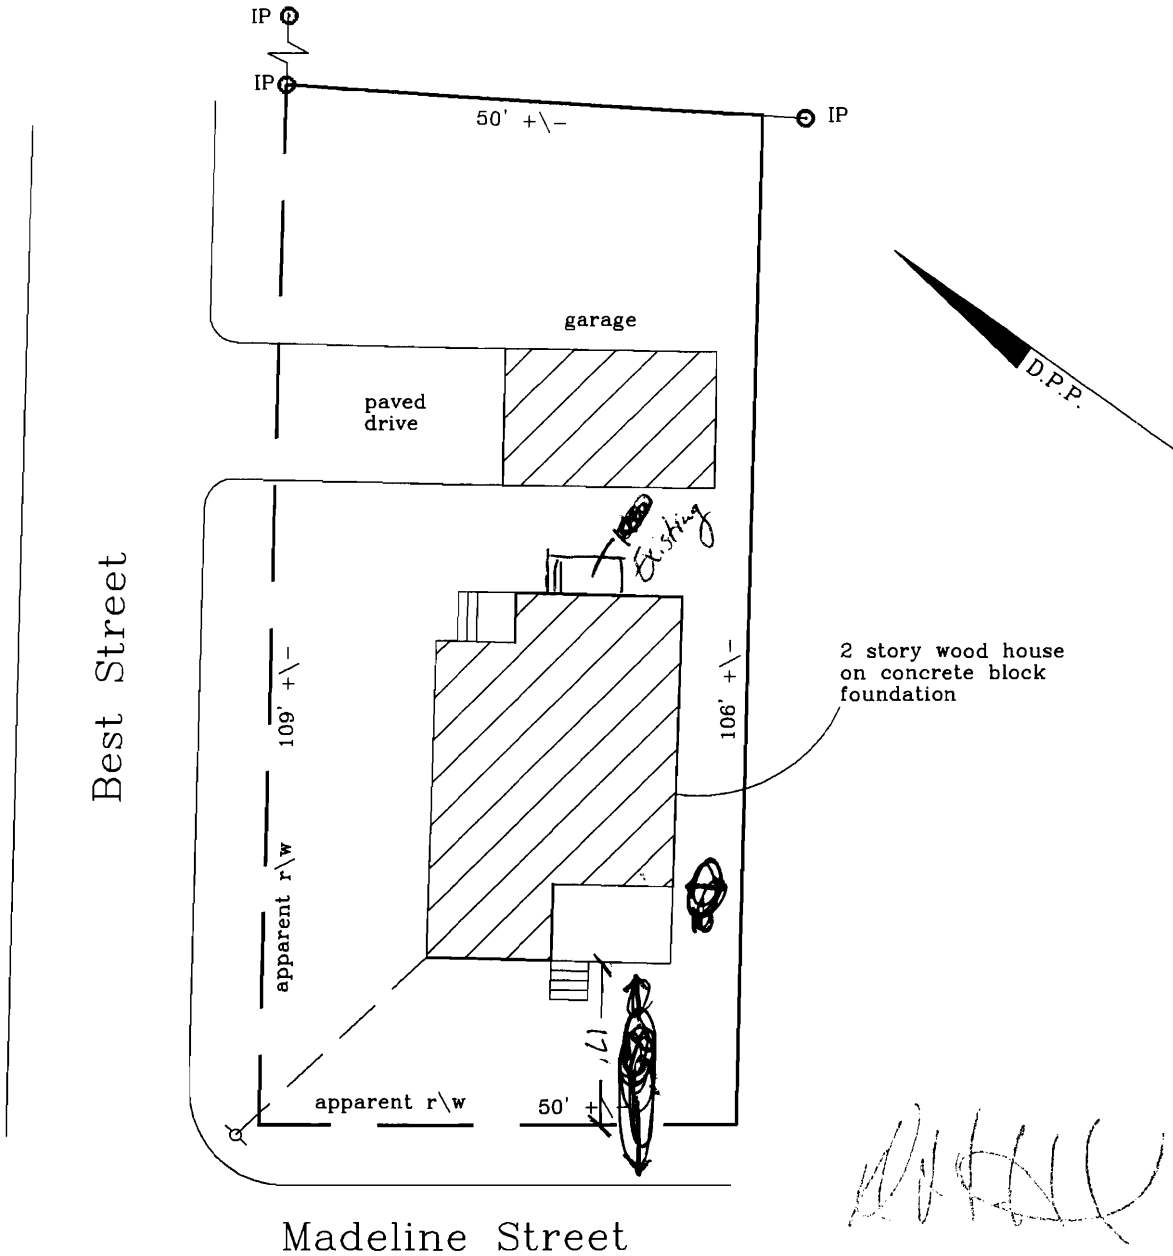 IP
IP
IP
50' +\-
garage
paved
drive
D.P.P.
Existing
Best Street
109' +\-
106' +\-
2 story wood house
on concrete block
foundation
apparent r\w
17'
apparent r\w
50' +\-
Madeline Street